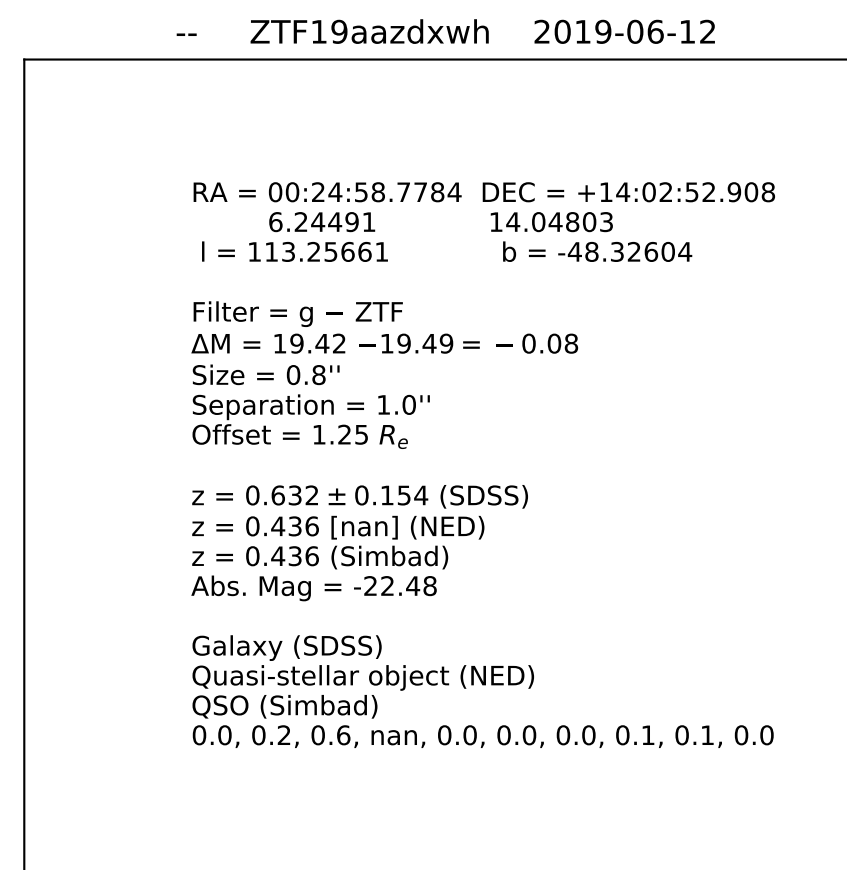 -- ZTF19aazdxwh 2019-06-12
RA = 00:24:58.7784 DEC = +14:02:52.908
6.24491 14.04803
l = 113.25661 b = -48.32604
Filter = g − ZTF
ΔM = 19.42 −19.49 = − 0.08
Size = 0.8''
Separation = 1.0''
Offset = 1.25 Re
z = 0.632 ± 0.154 (SDSS)
z = 0.436 [nan] (NED)
z = 0.436 (Simbad)
Abs. Mag = -22.48
Galaxy (SDSS)
Quasi-stellar object (NED)
QSO (Simbad)
0.0, 0.2, 0.6, nan, 0.0, 0.0, 0.0, 0.1, 0.1, 0.0